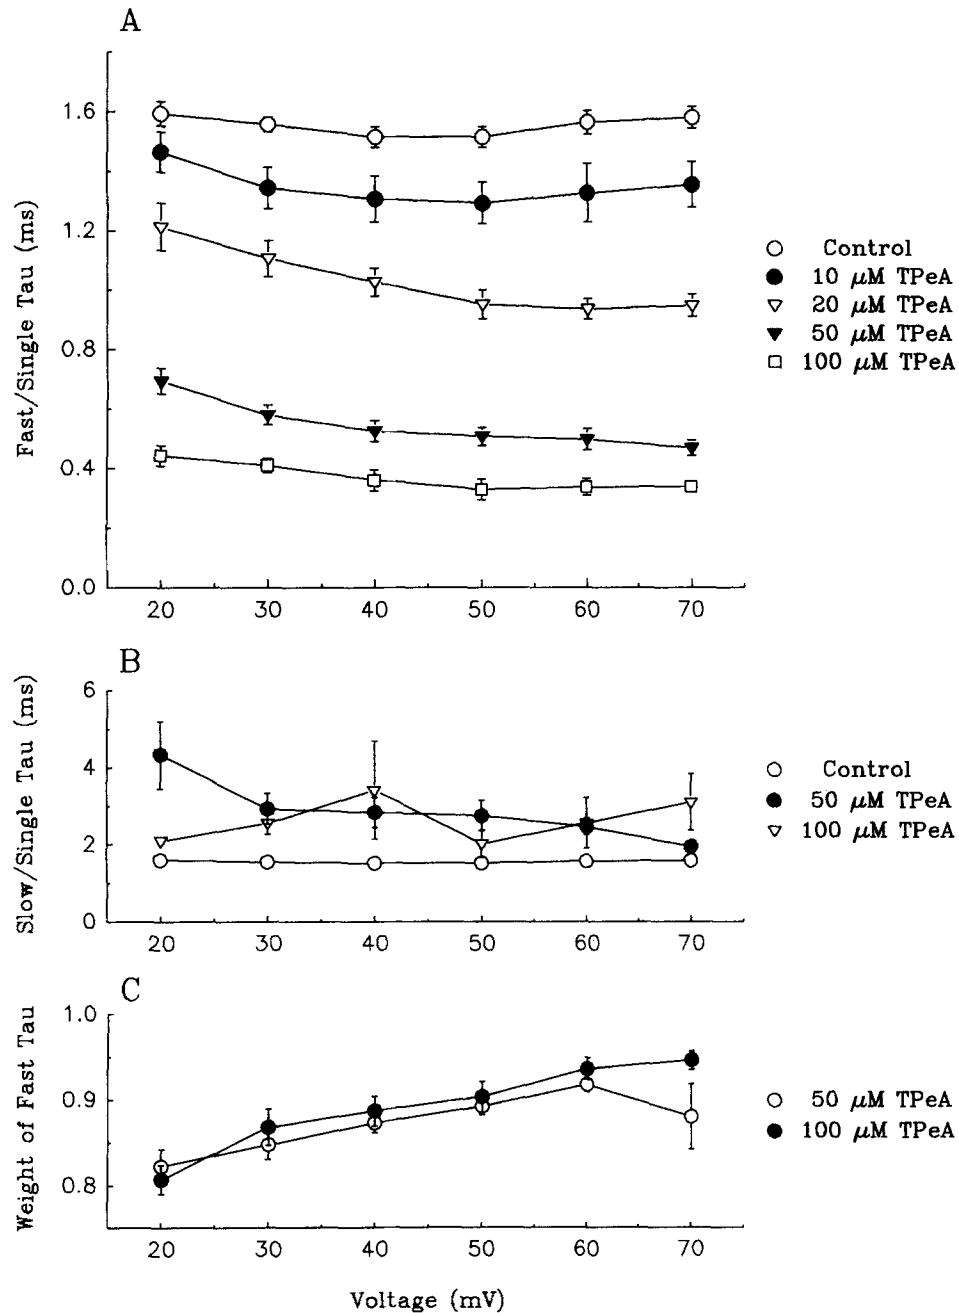 A
Fast/Single Tau (ms)
1.6
1.2
0.8
0.4
0.0
20 30 40 50 60 70
Control
10 μM TPeA
20 μM TPeA
50 μM TPeA
100 μM TPeA
B
Slow/Single Tau (ms)
6
4
2
0
20 30 40 50 60 70
Control
50 μM TPeA
100 μM TPeA
C
Weight of Fast Tau
1.0
0.9
0.8
20 30 40 50 60 70
50 μM TPeA
100 μM TPeA
Voltage (mV)